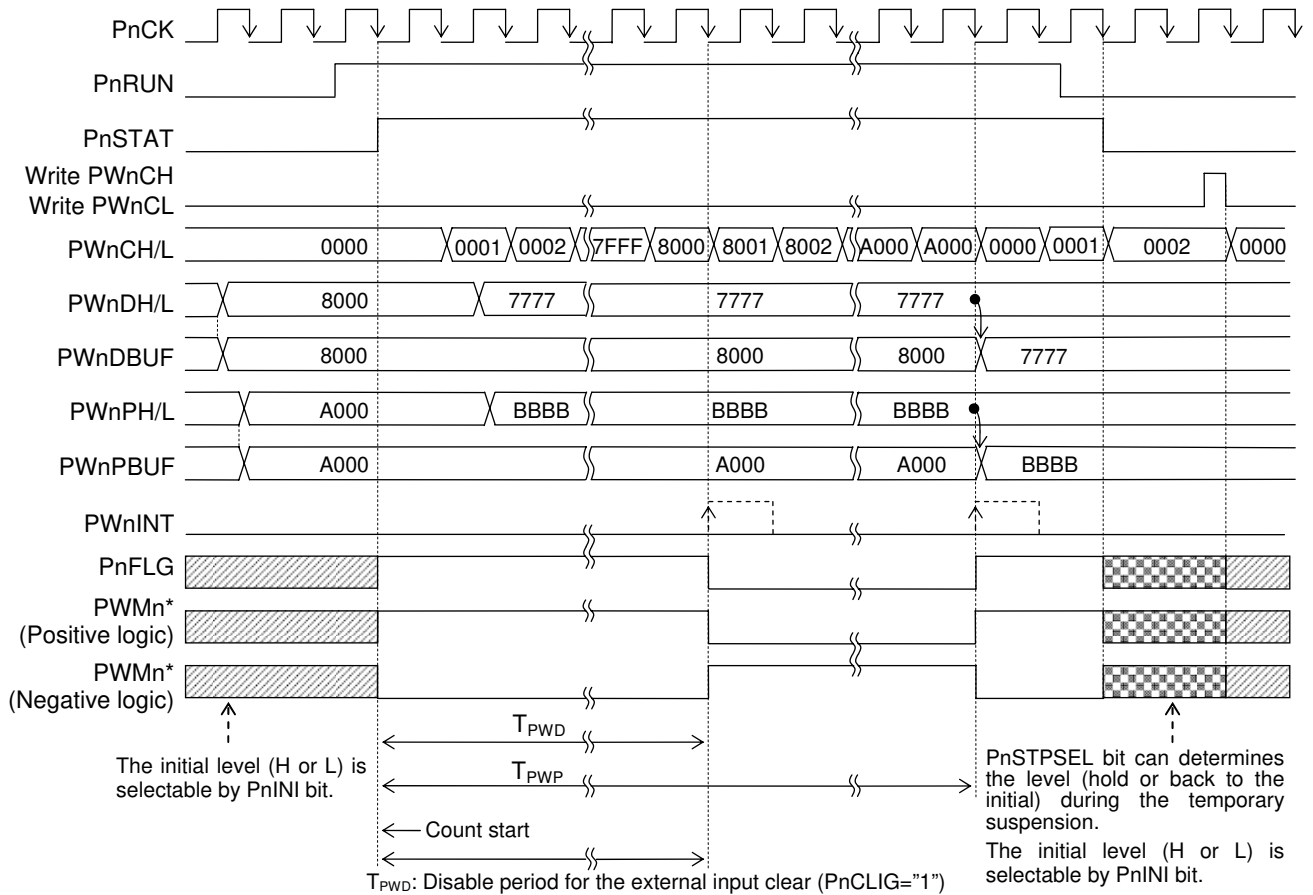 PnCK
PnRUN
PnSTAT
Write PWnCH
Write PWnCL
PWnCH/L 0000 0001 0002 7FFF 8000 8001 8002 A000 A000 0000 0001 0002 0000
PWnDH/L 8000 7777 7777 7777
PWnDBUF 8000 8000 8000 7777
PWnPH/L A000 BBBB BBBB BBBB
PWnPBUF A000 A000 A000 BBBB
PWnINT
PnFLG
PWMn*
(Positive logic)
PWMn*
(Negative logic)
The initial level (H or L) is
selectable by PnINI bit.
TPWD
TPWP
Count start
TPWD: Disable period for the external input clear (PnCLIG=”1”)
PnSTPSEL bit can determines
the level (hold or back to the
initial) during the temporary
suspension.
The initial level (H or L) is
selectable by PnINI bit.